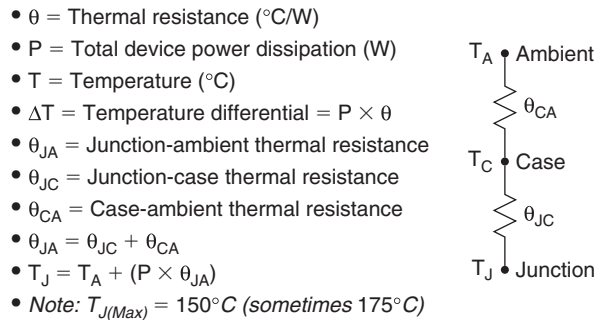 • θ = Thermal resistance (°C/W)
• P = Total device power dissipation (W)
• T = Temperature (°C)
• ΔT = Temperature differential = P × θ
• θJA = Junction-ambient thermal resistance
• θJC = Junction-case thermal resistance
• θCA = Case-ambient thermal resistance
• θJA = θJC + θCA
• TJ = TA + (P × θJA)
• Note: TJ(Max) = 150°C (sometimes 175°C)
TA Ambient
θCA
TC Case
θJC
TJ Junction